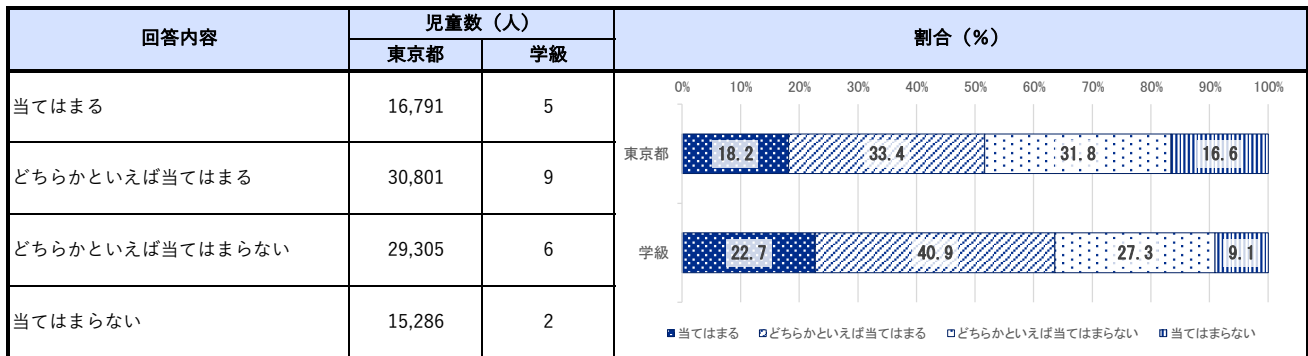 回答内容 児童数（人） 割合（%）
東京都 学級
当てはまる 16,791 5
どちらかといえば当てはまる 30,801 9
どちらかといえば当てはまらない 29,305 6
当てはまらない 15,286 2
0% 10% 20% 30% 40% 50% 60% 70% 80% 90% 100%
東京都 18.2 33.4 31.8 16.6
学級 22.7 40.9 27.3 9.1
当てはまる どちらかといえば当てはまる どちらかといえば当てはまらない 当てはまらない